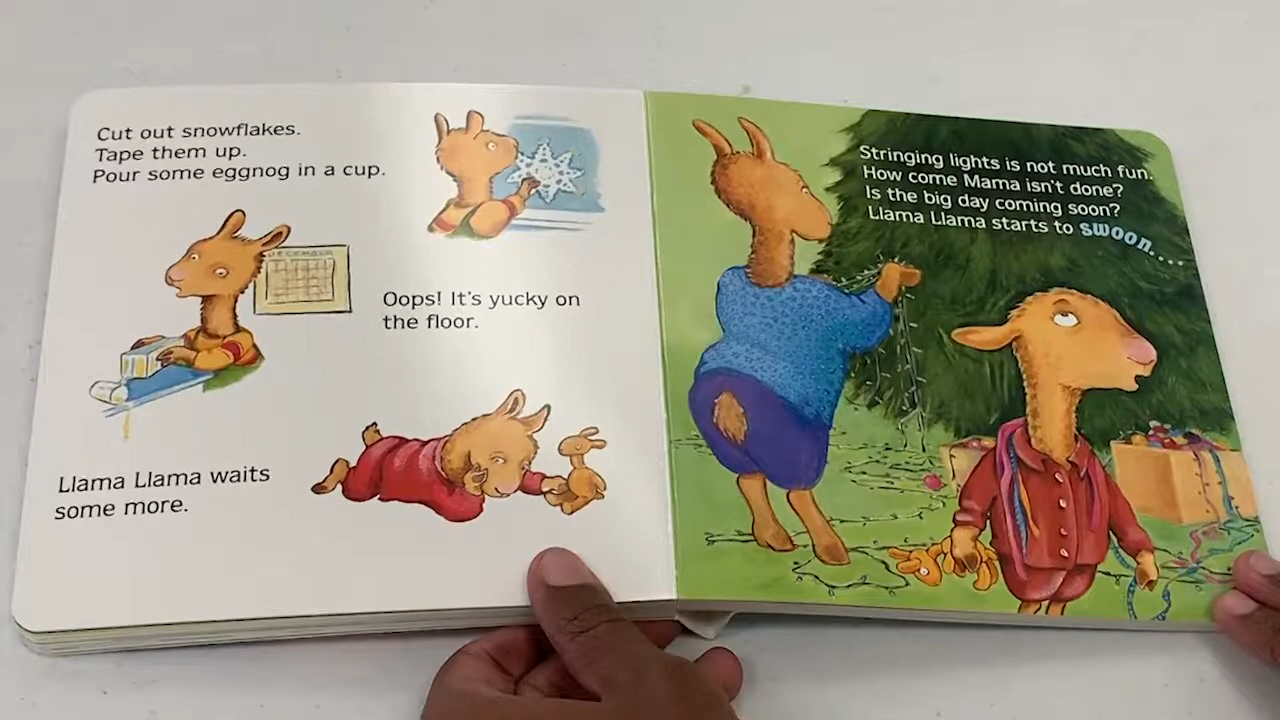 Cut out snowflakes.
Tape them up.
Pour some eggnog in a cup.
DECEMBER
Oops! It's yucky on
the floor.
Llama Llama waits
some more.
Stringing lights is not much fun.
How come Mama isn't done?
Is the big day coming soon?
Llama Llama starts to swoon....